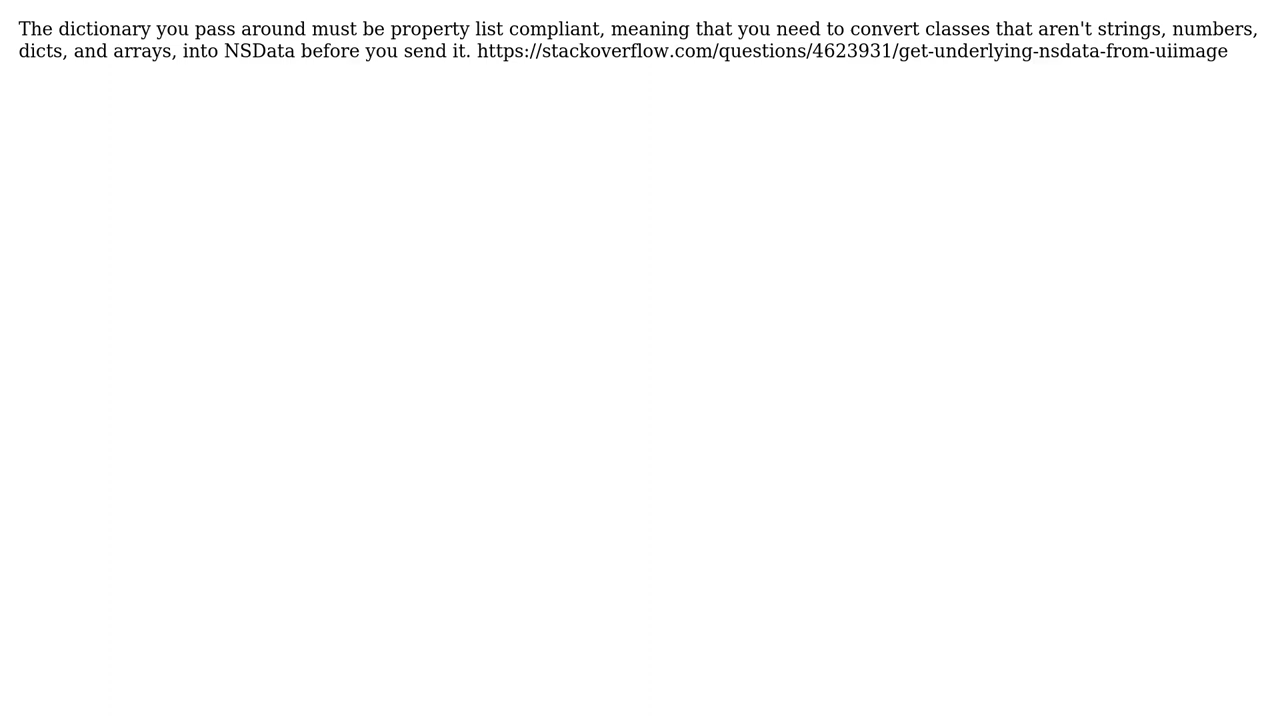 The dictionary you pass around must be property list compliant, meaning that you need to convert classes that aren't strings, numbers,
dicts, and arrays, into NSData before you send it. https://stackoverflow.com/questions/4623931/get-underlying-nsdata-from-uiimage